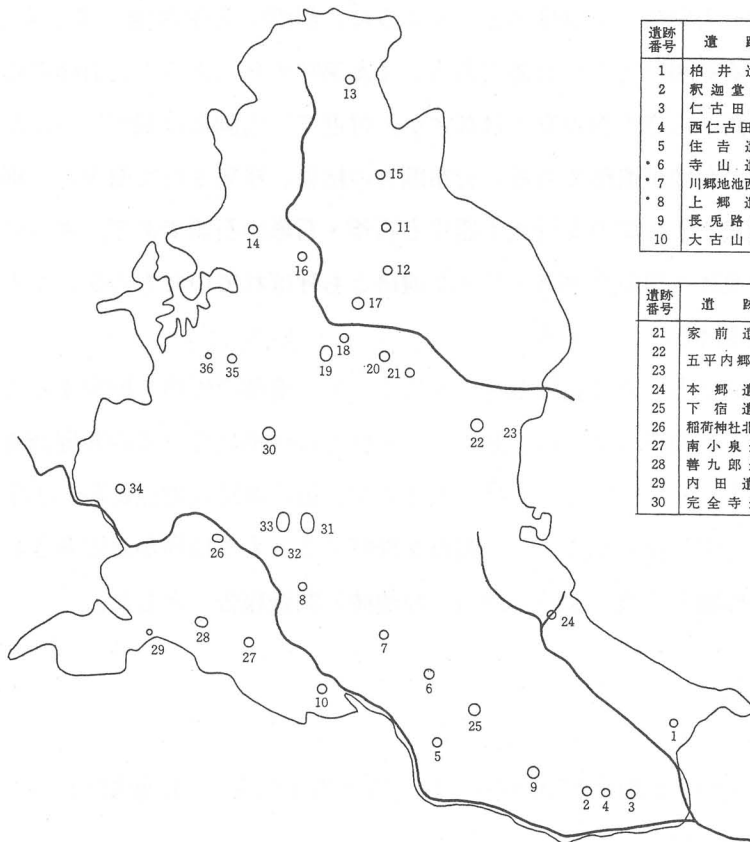 遺跡番号 遺 跡
1 柏 井
2 釈迦堂
3 仁古田
4 西仁古田
5 住吉
・6 寺山
・7 川郷地池西
・8 上郷
9 長兎路
10 大古山
遺跡番号 遺 跡
21 家前
22 五平内郷
23
24 本郷
25 下宿
26 稲荷神社北
27 南小泉
28 善九郎
29 内田
30 完全寺
13
15
14
11
16
12
17
18
36
35
19
20
21
30
22
23
34
33
31
26
32
8
24
29
28
27
7
10
6
25
1
5
9
2
4
3